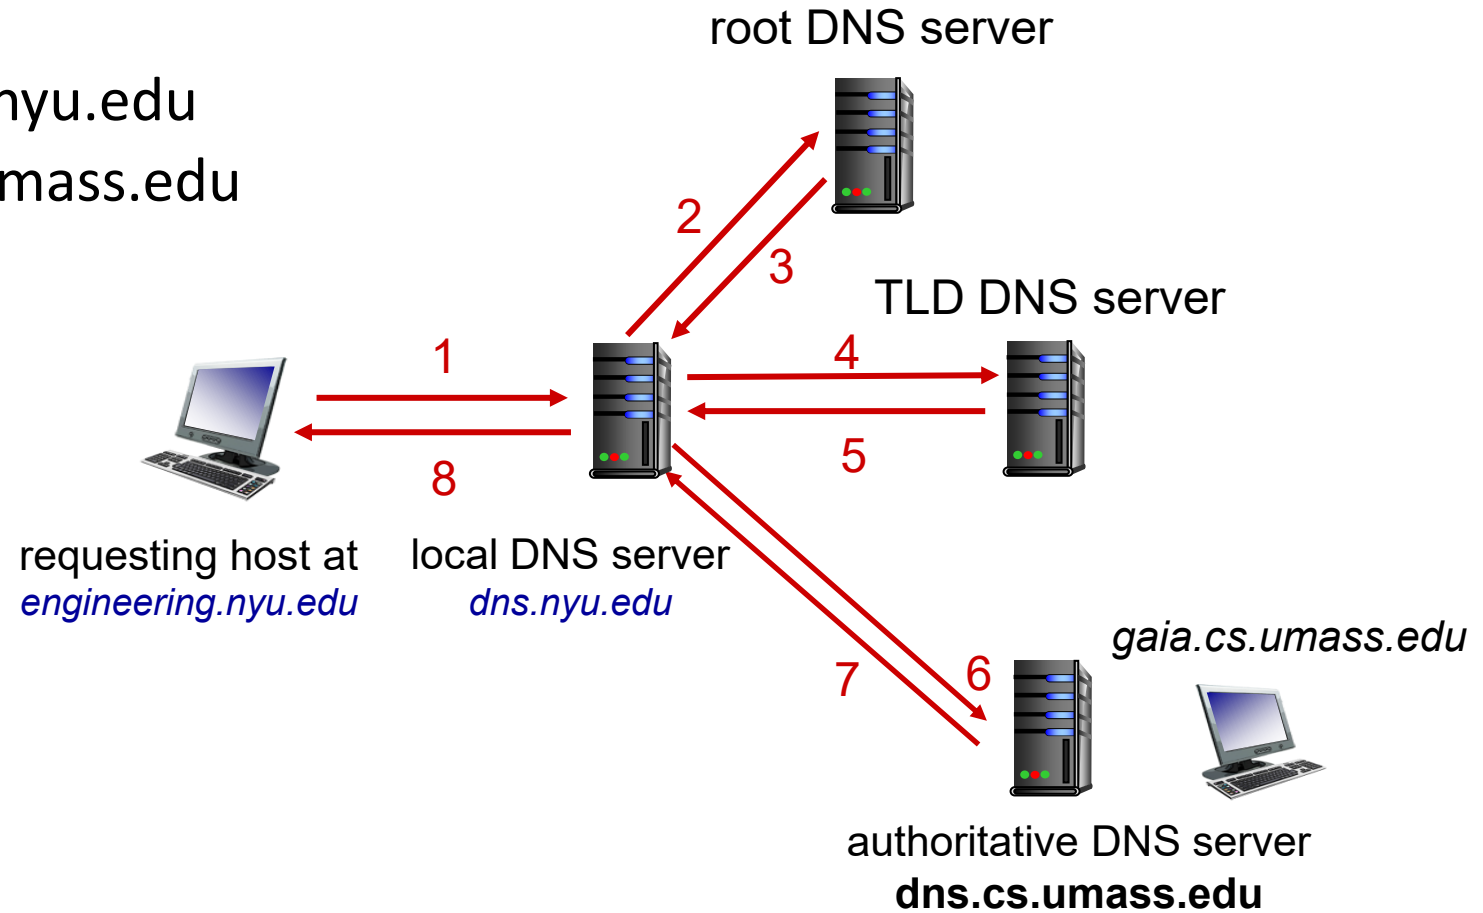 root DNS server
nyu.edu
mass.edu
2
3
TLD DNS server
1
4
8
5
requesting host at
engineering.nyu.edu
local DNS server
dns.nyu.edu
gaia.cs.umass.edu
7
6
authoritative DNS server
dns.cs.umass.edu